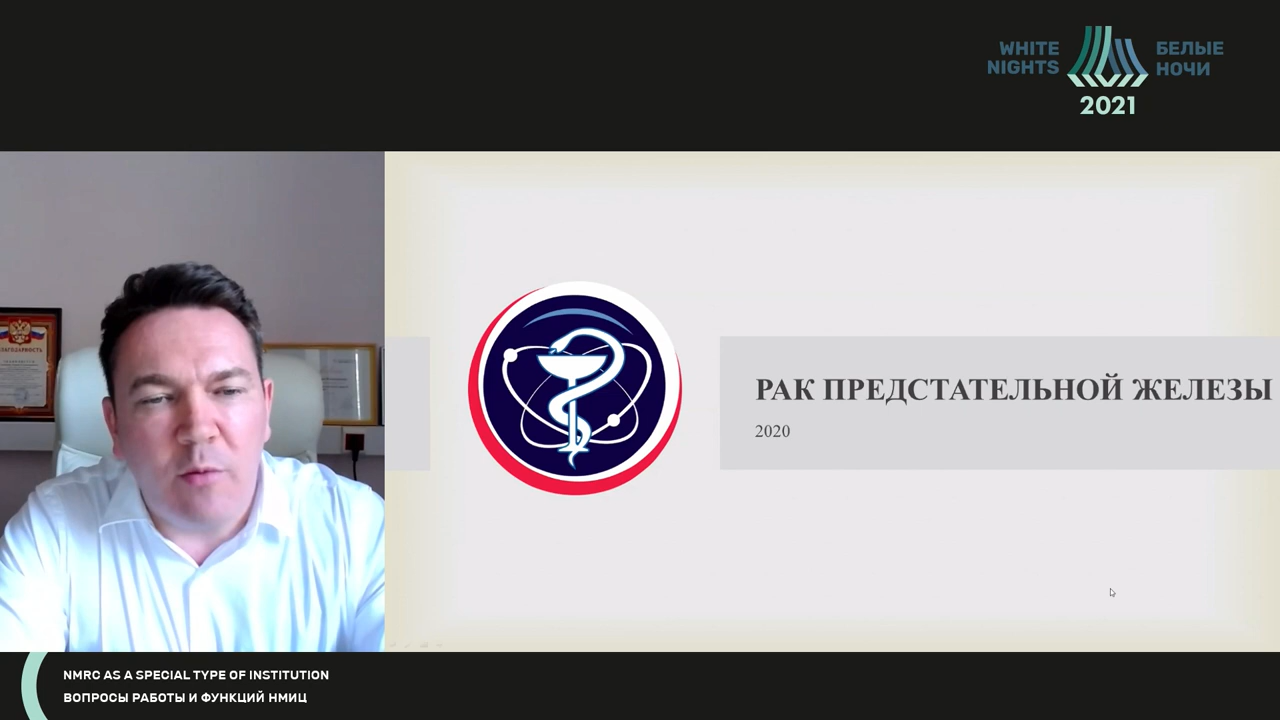 WHITE
NIGHTS
БЕЛЫЕ
НОЧИ
2021
РАК ПРЕДСТАТЕЛЬНОЙ ЖЕЛЕЗЫ
2020
NMRC AS A SPECIAL TYPE OF INSTITUTION
ВОПРОСЫ РАБОТЫ И ФУНКЦИЙ НМИЦ